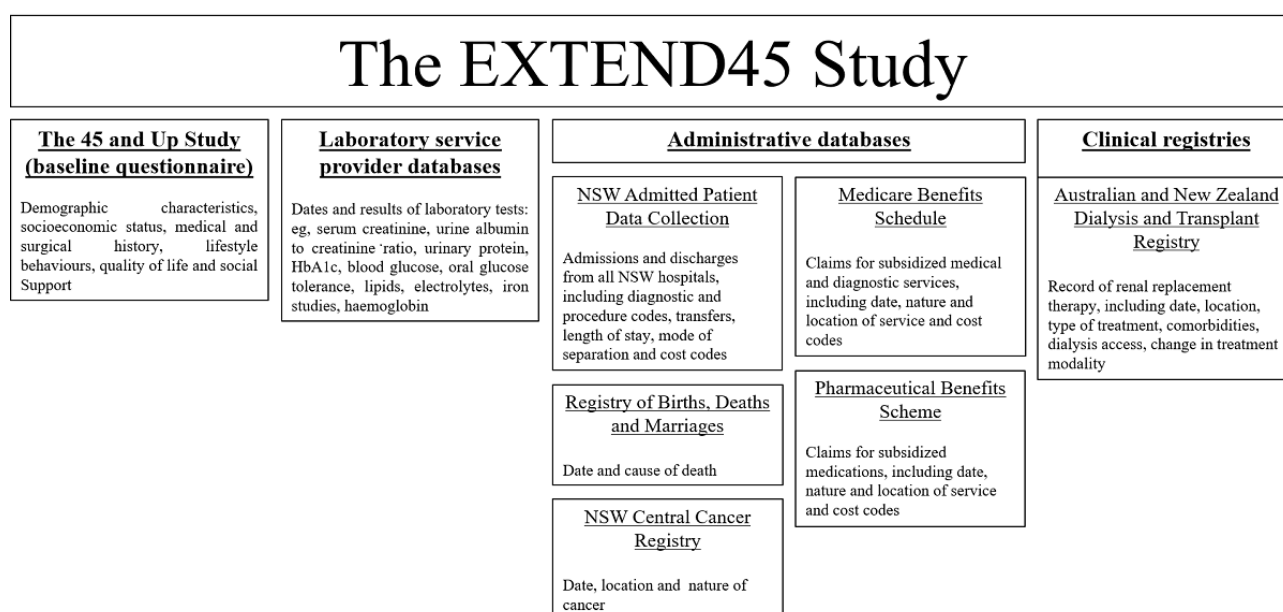 The EXTEND45 Study
The 45 and Up Study
(baseline questionnaire)
Demographic characteristics,
socioeconomic status, medical and
surgical history, lifestyle
behaviours, quality of life and social
Support
Laboratory service
provider databases
Dates and results of laboratory tests:
eg, serum creatinine, urine albumin
to creatinine ratio, urinary protein,
HbA1c, blood glucose, oral glucose
tolerance, lipids, electrolytes, iron
studies, haemoglobin
Administrative databases
NSW Admitted Patient
Data Collection
Admissions and discharges
from all NSW hospitals,
including diagnostic and
procedure codes, transfers,
length of stay, mode of
separation and cost codes
Registry of Births, Deaths
and Marriages
Date and cause of death
NSW Central Cancer
Registry
Date, location and nature of
cancer
Medicare Benefits
Schedule
Claims for subsidized medical
and diagnostic services,
including date, nature and
location of service and cost
codes
Pharmaceutical Benefits
Scheme
Claims for subsidized
medications, including date,
nature and location of service
and cost codes
Clinical registries
Australian and New Zealand
Dialysis and Transplant
Registry
Record of renal replacement
therapy, including date, location,
type of treatment, comorbidities,
dialysis access, change in treatment
modality